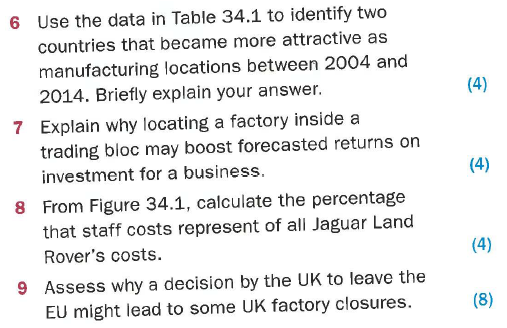 6 Use the data in Table 34.1 to identify two
countries that became more attractive as
manufacturing locations between 2004 and
2014. Briefly explain your answer. (4)
7 Explain why locating a factory inside a
trading bloc may boost forecasted returns on
investment for a business. (4)
8 From Figure 34.1, calculate the percentage
that staff costs represent of all Jaguar Land
Rover's costs. (4)
9 Assess why a decision by the UK to leave the
EU might lead to some UK factory closures. (8)